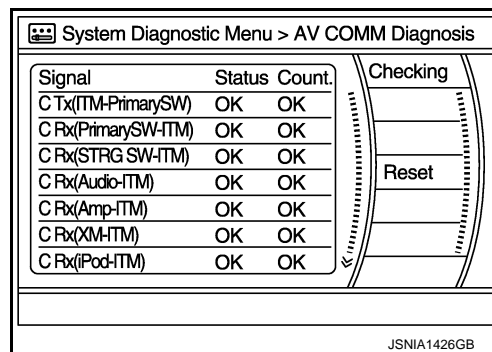 System Diagnostic Menu > AV COMM Diagnosis
Signal Status Count.
C Tx(ITM-PrimarySW) OK OK
C Rx(PrimarySW-ITM) OK OK
C Rx(STRG SW-ITM) OK OK
C Rx(Audio-ITM) OK OK
C Rx(Amp-ITM) OK OK
C Rx(XM-ITM) OK OK
C Rx(iPod-ITM) OK OK
Checking
Reset
JSNIA1426GB